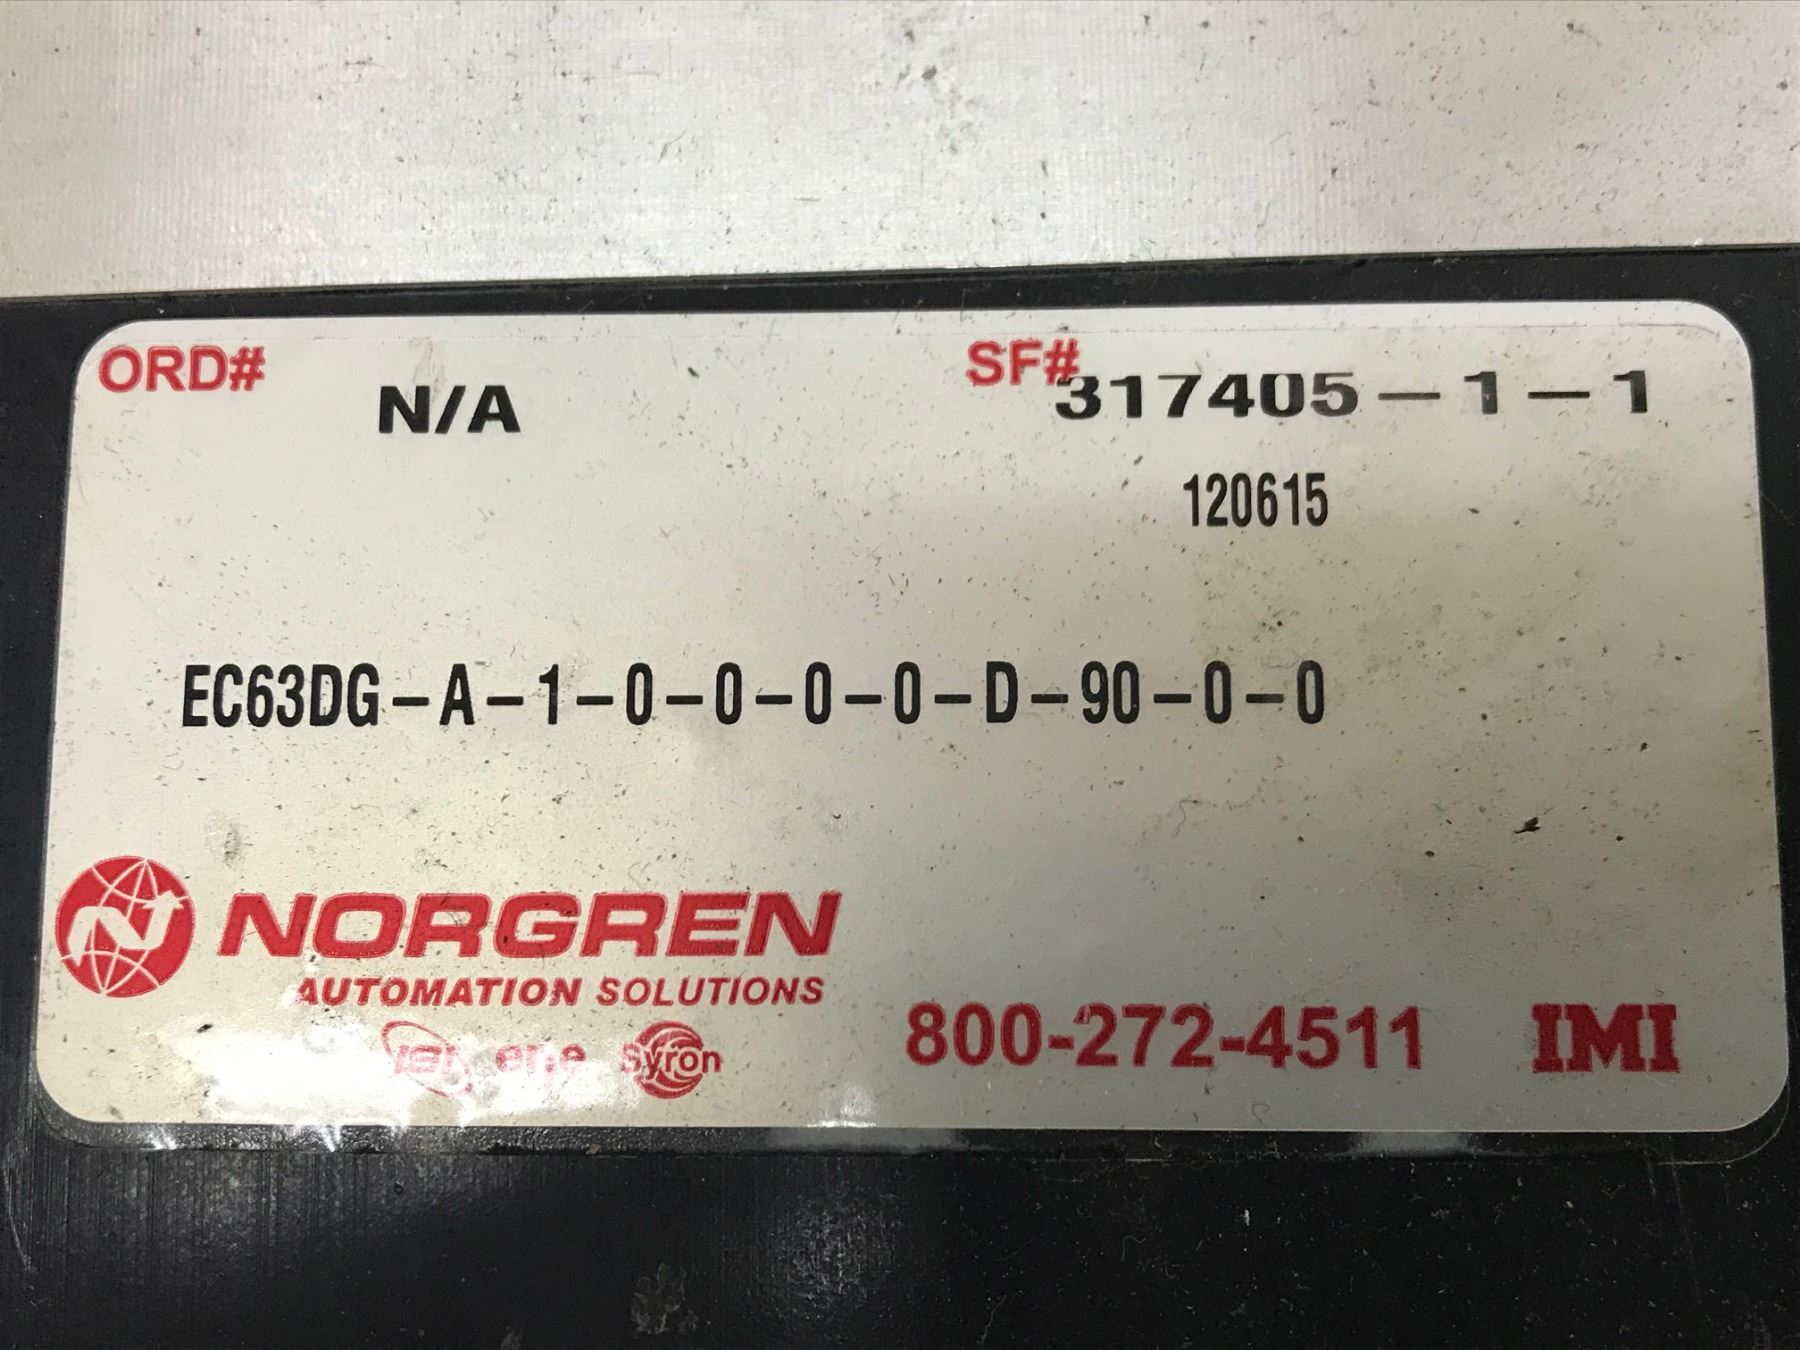 ORD# SF#
N/A 317405-1-1
120615
EC63DG-A-1-0-0-0-0-D-90-0-0
NORGREN
AUTOMATION SOLUTIONS
syron
800-272-4511 IMI